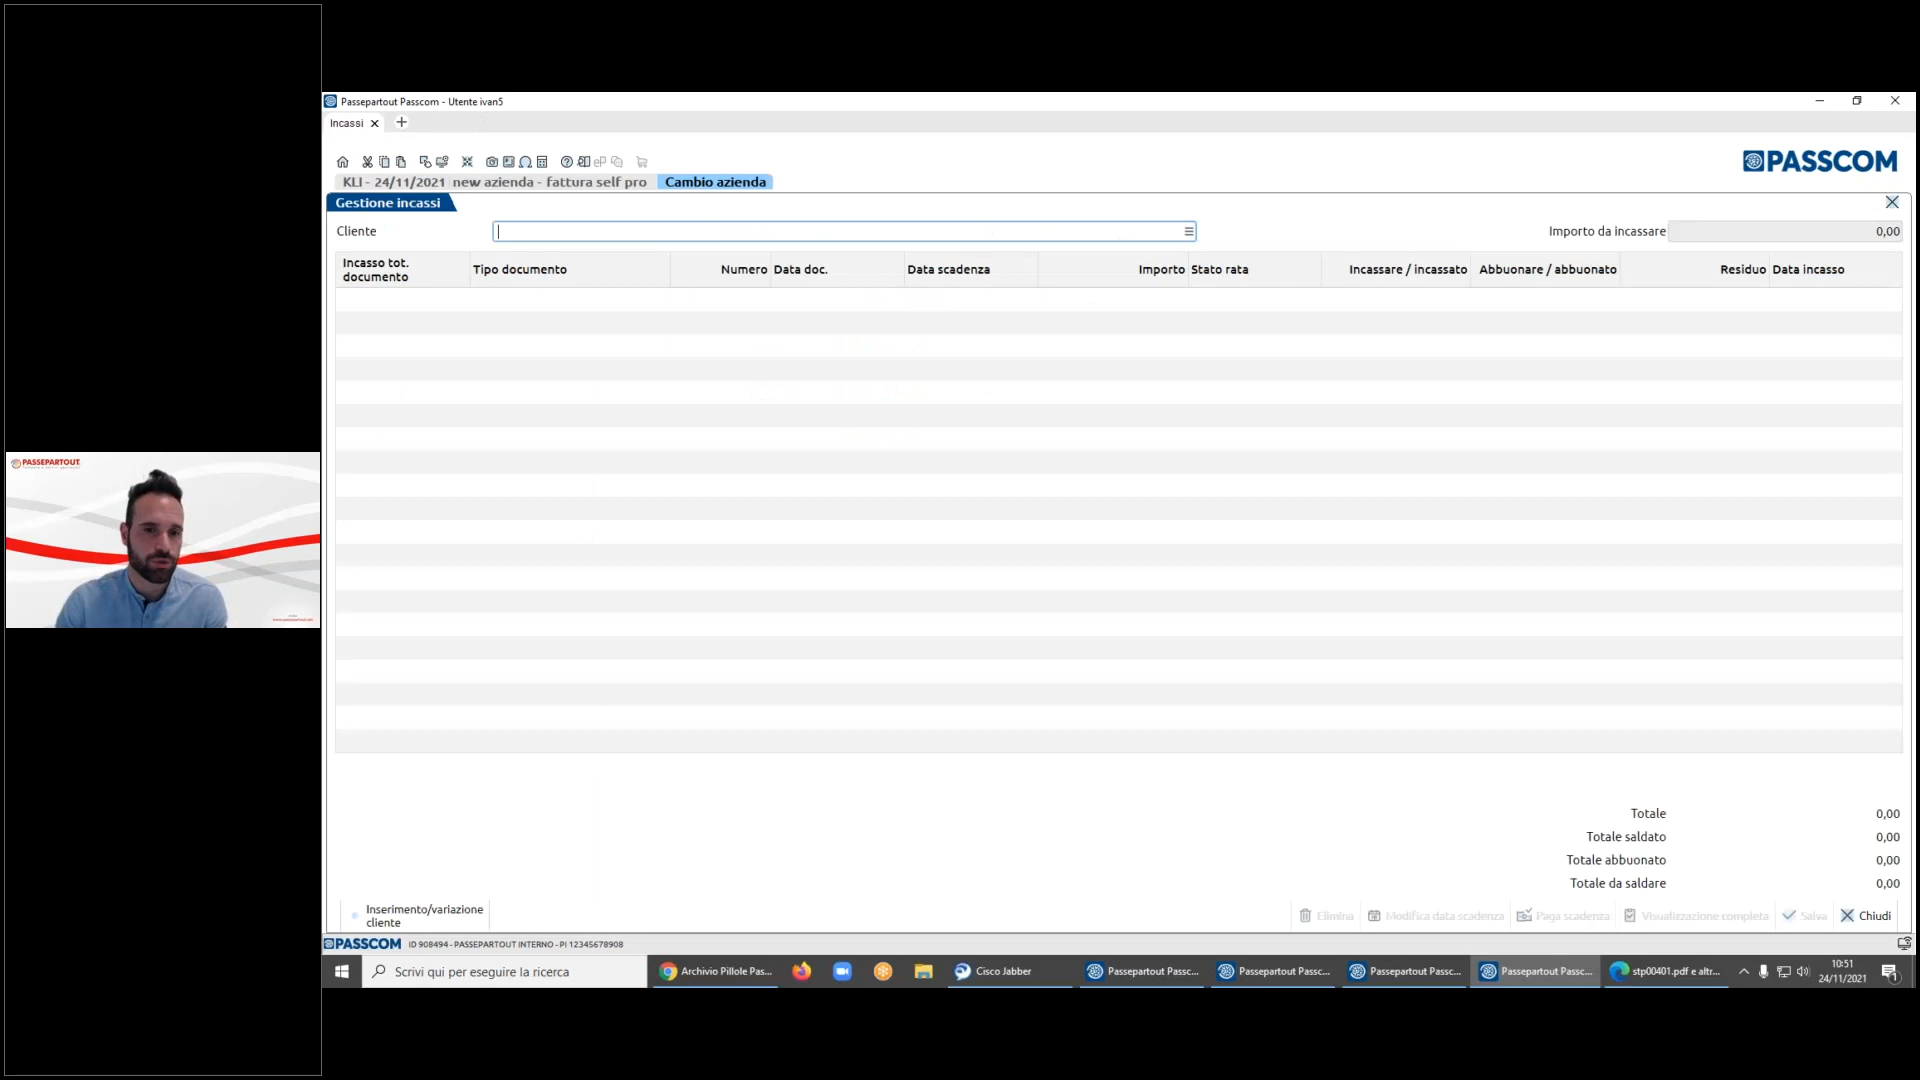 Passepartout Passcom - Utente ivan5
Incassi
PASSCOM
KLI - 24/11/2021 new azienda - fattura self pro Cambio azienda
Gestione incassi
Cliente
Importo da incassare 0,00
Incasso tot. documento Tipo documento Numero Data doc. Data scadenza Importo Stato rata Incassare / incassato Abbuonare / abbuonato Residuo Data incasso
PASSEPARTOUT
Totale 0,00
Totale saldato 0,00
Totale abbuonato 0,00
Totale da saldare 0,00
Inserimento/variazione
cliente
Elimina Modifica data scadenza Paga scadenza Visualizzazione completa Salva Chiudi
PASSCOM ID 908494 - PASSEPARTOUT INTERNO - PI 12345678908
Scrivi qui per eseguire la ricerca
Archivio Pillole Pas...
Cisco Jabber
Passepartout Passc...
Passepartout Passc...
Passepartout Passc...
Passepartout Passc...
stp00401.pdf e altr...
10:51
24/11/2021
1